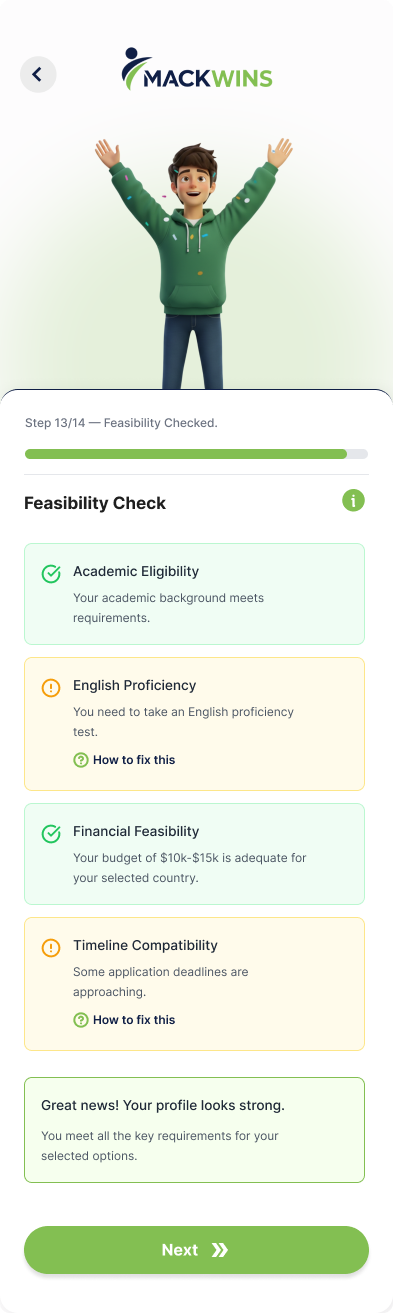 MACKWINS
Step 13/14 — Feasibility Checked.
Feasibility Check
Academic Eligibility
Your academic background meets
requirements.
English Proficiency
You need to take an English proficiency
test.
How to fix this
Financial Feasibility
Your budget of $10k-$15k is adequate for
your selected country.
Timeline Compatibility
Some application deadlines are
approaching.
How to fix this
Great news! Your profile looks strong.
You meet all the key requirements for your
selected options.
Next